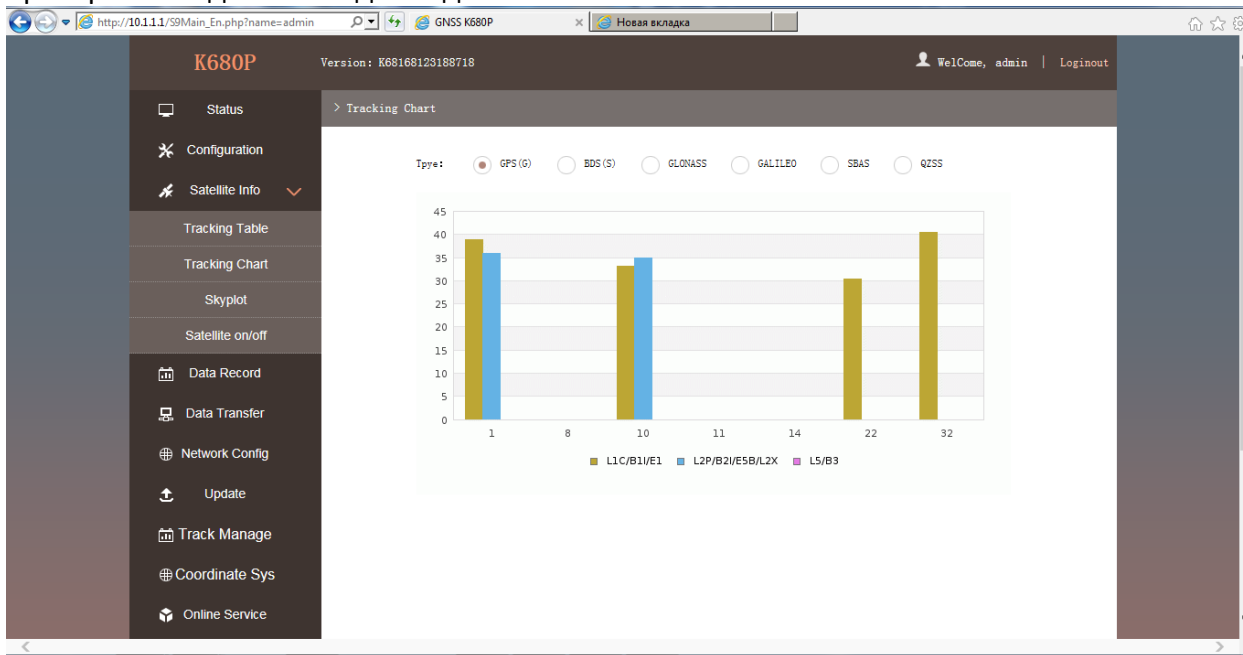 http://10.1.1.1/S9Main_En.php?name=admin
GNSS K680P
Новая вкладка
K680P
Version: K68168123188718
WelCome, admin | Loginout
Status
> Tracking Chart
Configuration
Satellite Info
Tracking Table
Tracking Chart
Skyplot
Satellite on/off
Data Record
Data Transfer
Network Config
Update
Track Manage
Coordinate Sys
Online Service
Tpye: GPS(G) BDS(S) GLONASS GALILEO SBAS QZSS
45
40
35
30
25
20
15
10
5
0
1 8 10 11 14 22 32
L1C/B1I/E1 L2P/B2I/E5B/L2X L5/B3